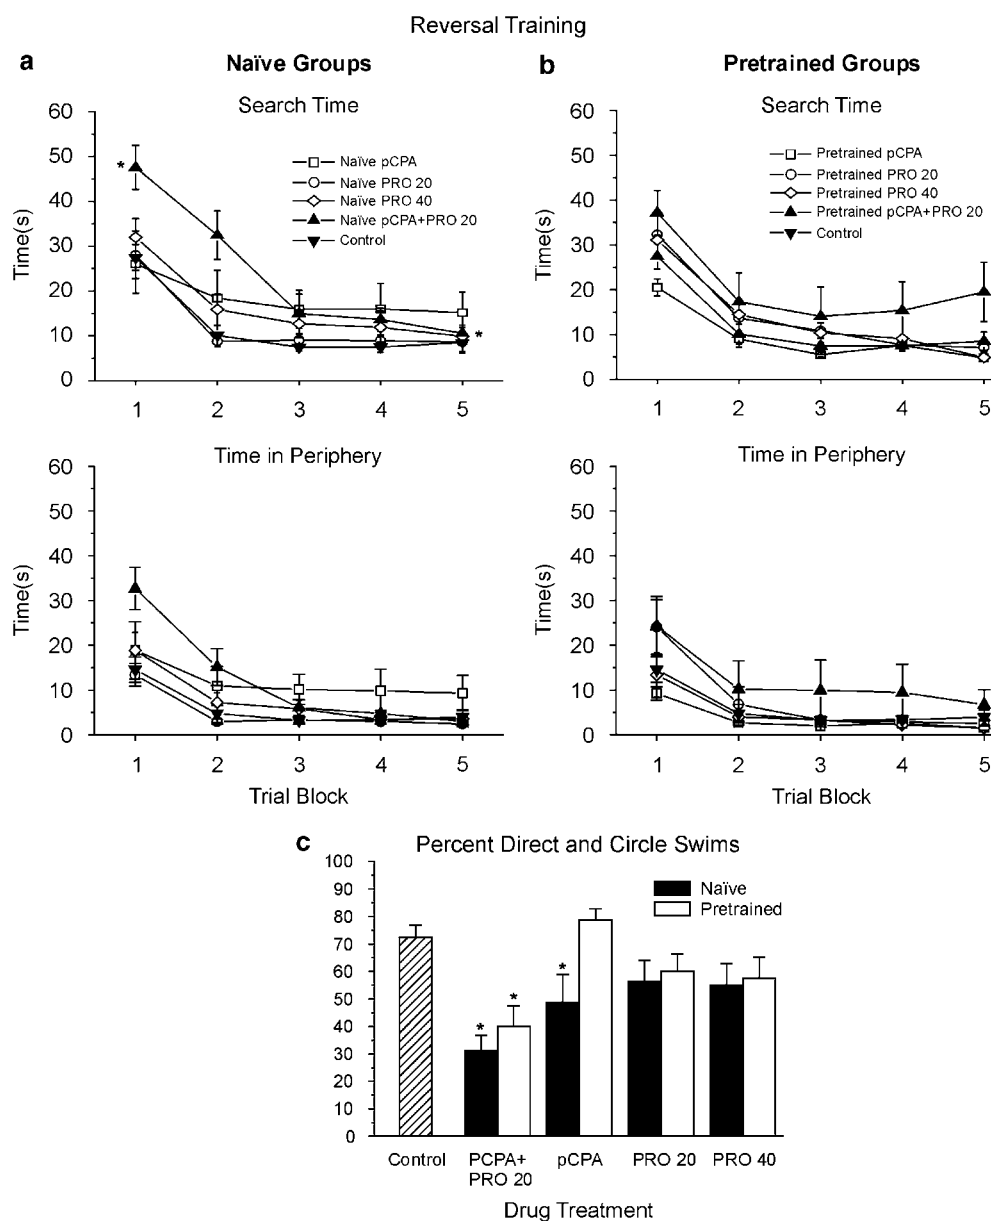 Reversal Training
a
Naïve Groups
Search Time
60
50
40
30
20
10
0
Time(s)
*
*
Naïve pCPA
Naïve PRO 20
Naïve PRO 40
Naïve pCPA+PRO 20
Control
1 2 3 4 5
b
Pretrained Groups
Search Time
60
50
40
30
20
10
0
Time(s)
Pretrained pCPA
Pretrained PRO 20
Pretrained PRO 40
Pretrained pCPA+PRO 20
Control
1 2 3 4 5
Time in Periphery
60
50
40
30
20
10
0
Time(s)
1 2 3 4 5
Trial Block
Time in Periphery
60
50
40
30
20
10
0
Time(s)
1 2 3 4 5
Trial Block
c
Percent Direct and Circle Swims
100
90
80
70
60
50
40
30
20
10
0
Naïve
Pretrained
*
*
*
Control
PCPA+
PRO 20
pCPA
PRO 20
PRO 40
Drug Treatment